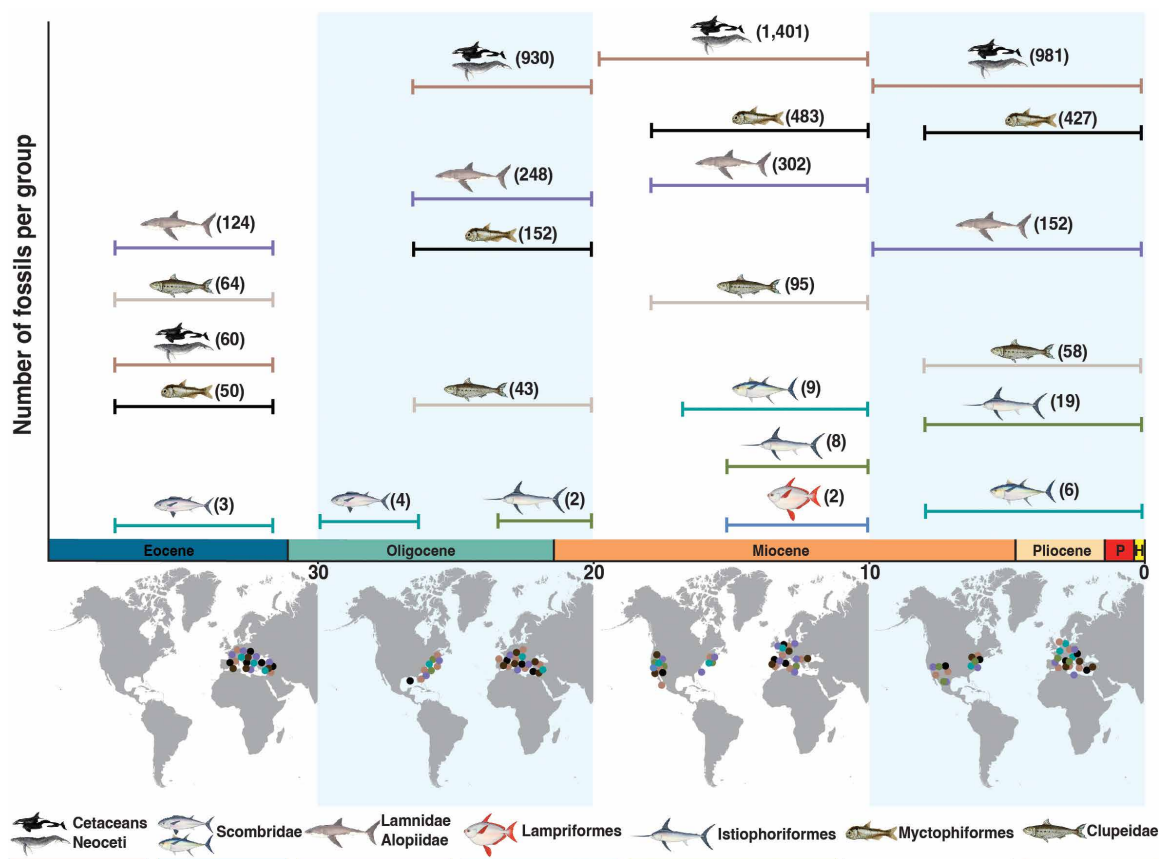 Number of fossils per group
(1,401)
(930)
(981)
(483)
(427)
(302)
(248)
(124)
(152)
(152)
(64)
(95)
(60)
(58)
(50)
(43)
(9)
(19)
(8)
(3)
(4)
(2)
(2)
(6)
Eocene Oligocene Miocene Pliocene P H
30 20 10 0
Cetaceans
Neoceti
Scombridae
Lamnidae
Alopiidae
Lampriformes
Istiophoriformes
Myctophiformes
Clupeidae